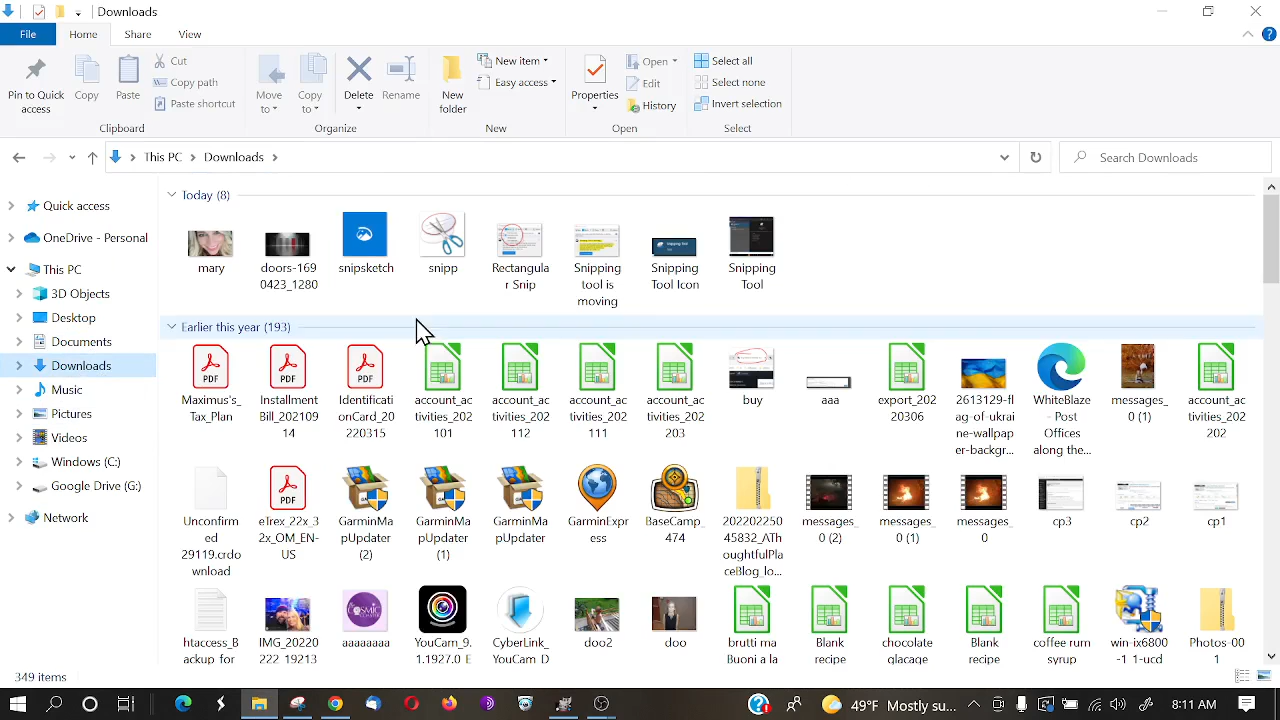 Downloads
File Home Share View
Pin to Quick access
Copy
Paste
Cut
Copy path
Paste shortcut
Clipboard
Move to
Copy to
Delete
Rename
Organize
New folder
New item
Easy access
New
Properties
Open
Edit
History
Open
Select all
Select none
Invert selection
Select
This PC > Downloads >
Search Downloads
Quick access
OneDrive - Personal
This PC
3D Objects
Desktop
Documents
Downloads
Music
Pictures
Videos
Windows (C:)
Google Drive (G:)
Network
Today (8)
mary
doors-169
0423_1280
snipsketch
snipp
Rectangula
r Snip
Snipping
tool is
moving
Snipping
Tool Icon
Snipping
Tool
Earlier this year (193)
PDF
Maximus's_
Tax_Plan
PDF
Installment
Bill_202109
14
PDF
Identificati
onCard_20
220315
account_ac
tivities_202
101
account_ac
tivities_202
112
account_ac
tivities_202
111
account_ac
tivities_202
203
buy
aaa
export_202
20306
2613129-fl
ag-of-ukrai
ne-wallpap
er-backgr...
WhiteBlaze
- Post
Offices
along the...
messages_
0 (1)
account_ac
tivities_202
202
Unconfirm
ed
29119.crdo
wnload
PDF
etrex_22x_3
2x_OM_EN-
US
GarminMa
pUpdater
(2)
GarminMa
pUpdater
(1)
GarminMa
pUpdater
GarminExpr
ess
BaseCamp_
474
202202250
45832_ATh
oughtfulPla
ceBlog_lo...
messages_
0 (2)
messages_
0 (1)
messages_
0
cp3
cp2
cp1
htaccess_B
ackup_for
IMG_20220
222_19213
aaaaaaaa
YouCam_9.
1.1927.0_F
CyberLink_
YouCam_D
doo2
doo
brutti ma
Buoni a la
Blank
recipe
chocolate
glacage
Blank
recipe
coffee rum
syrup
Photos-00
1
349 items
49°F Mostly su...
8:11 AM